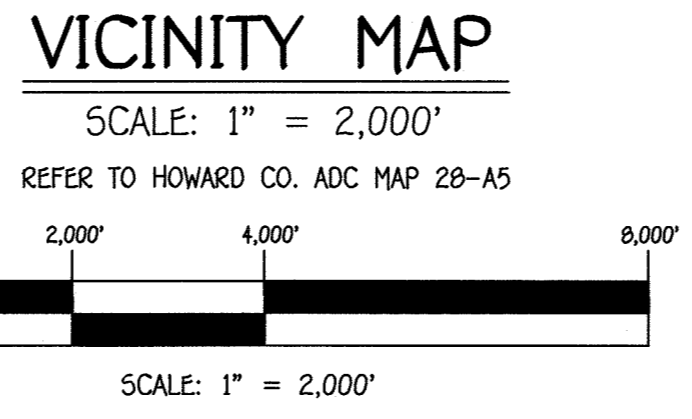 VICINITY MAP
SCALE: 1" = 2,000'
REFER TO HOWARD CO. ADC MAP 28-A5
2,000' 4,000' 8,000'
SCALE: 1" = 2,000'